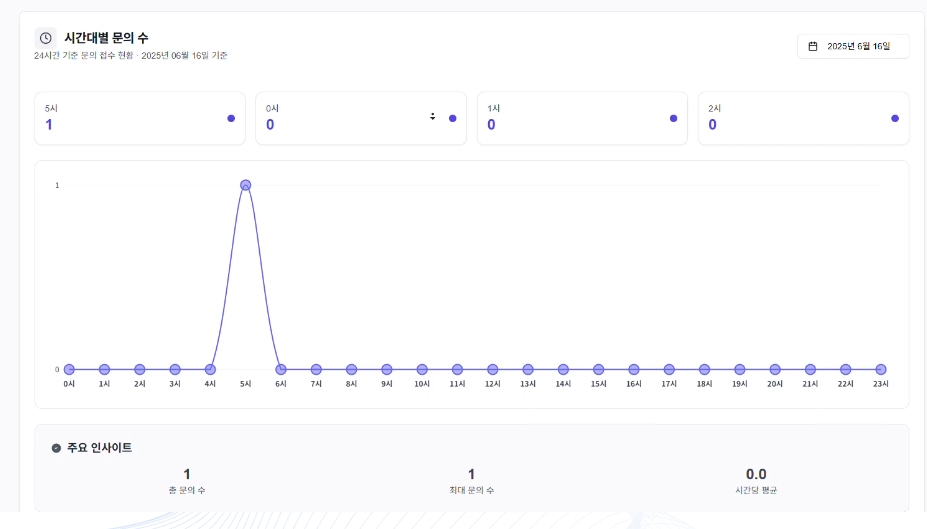 시간대별 문의 수
24시간 기준 문의 접수 현황 · 2025년 06월 16일 기준
2025년 6월 16일
5시
1
0시
0
1시
0
2시
0
1
0
0시 1시 2시 3시 4시 5시 6시 7시 8시 9시 10시 11시 12시 13시 14시 15시 16시 17시 18시 19시 20시 21시 22시 23시
주요 인사이트
1
총 문의 수
1
최대 문의 수
0.0
시간당 평균